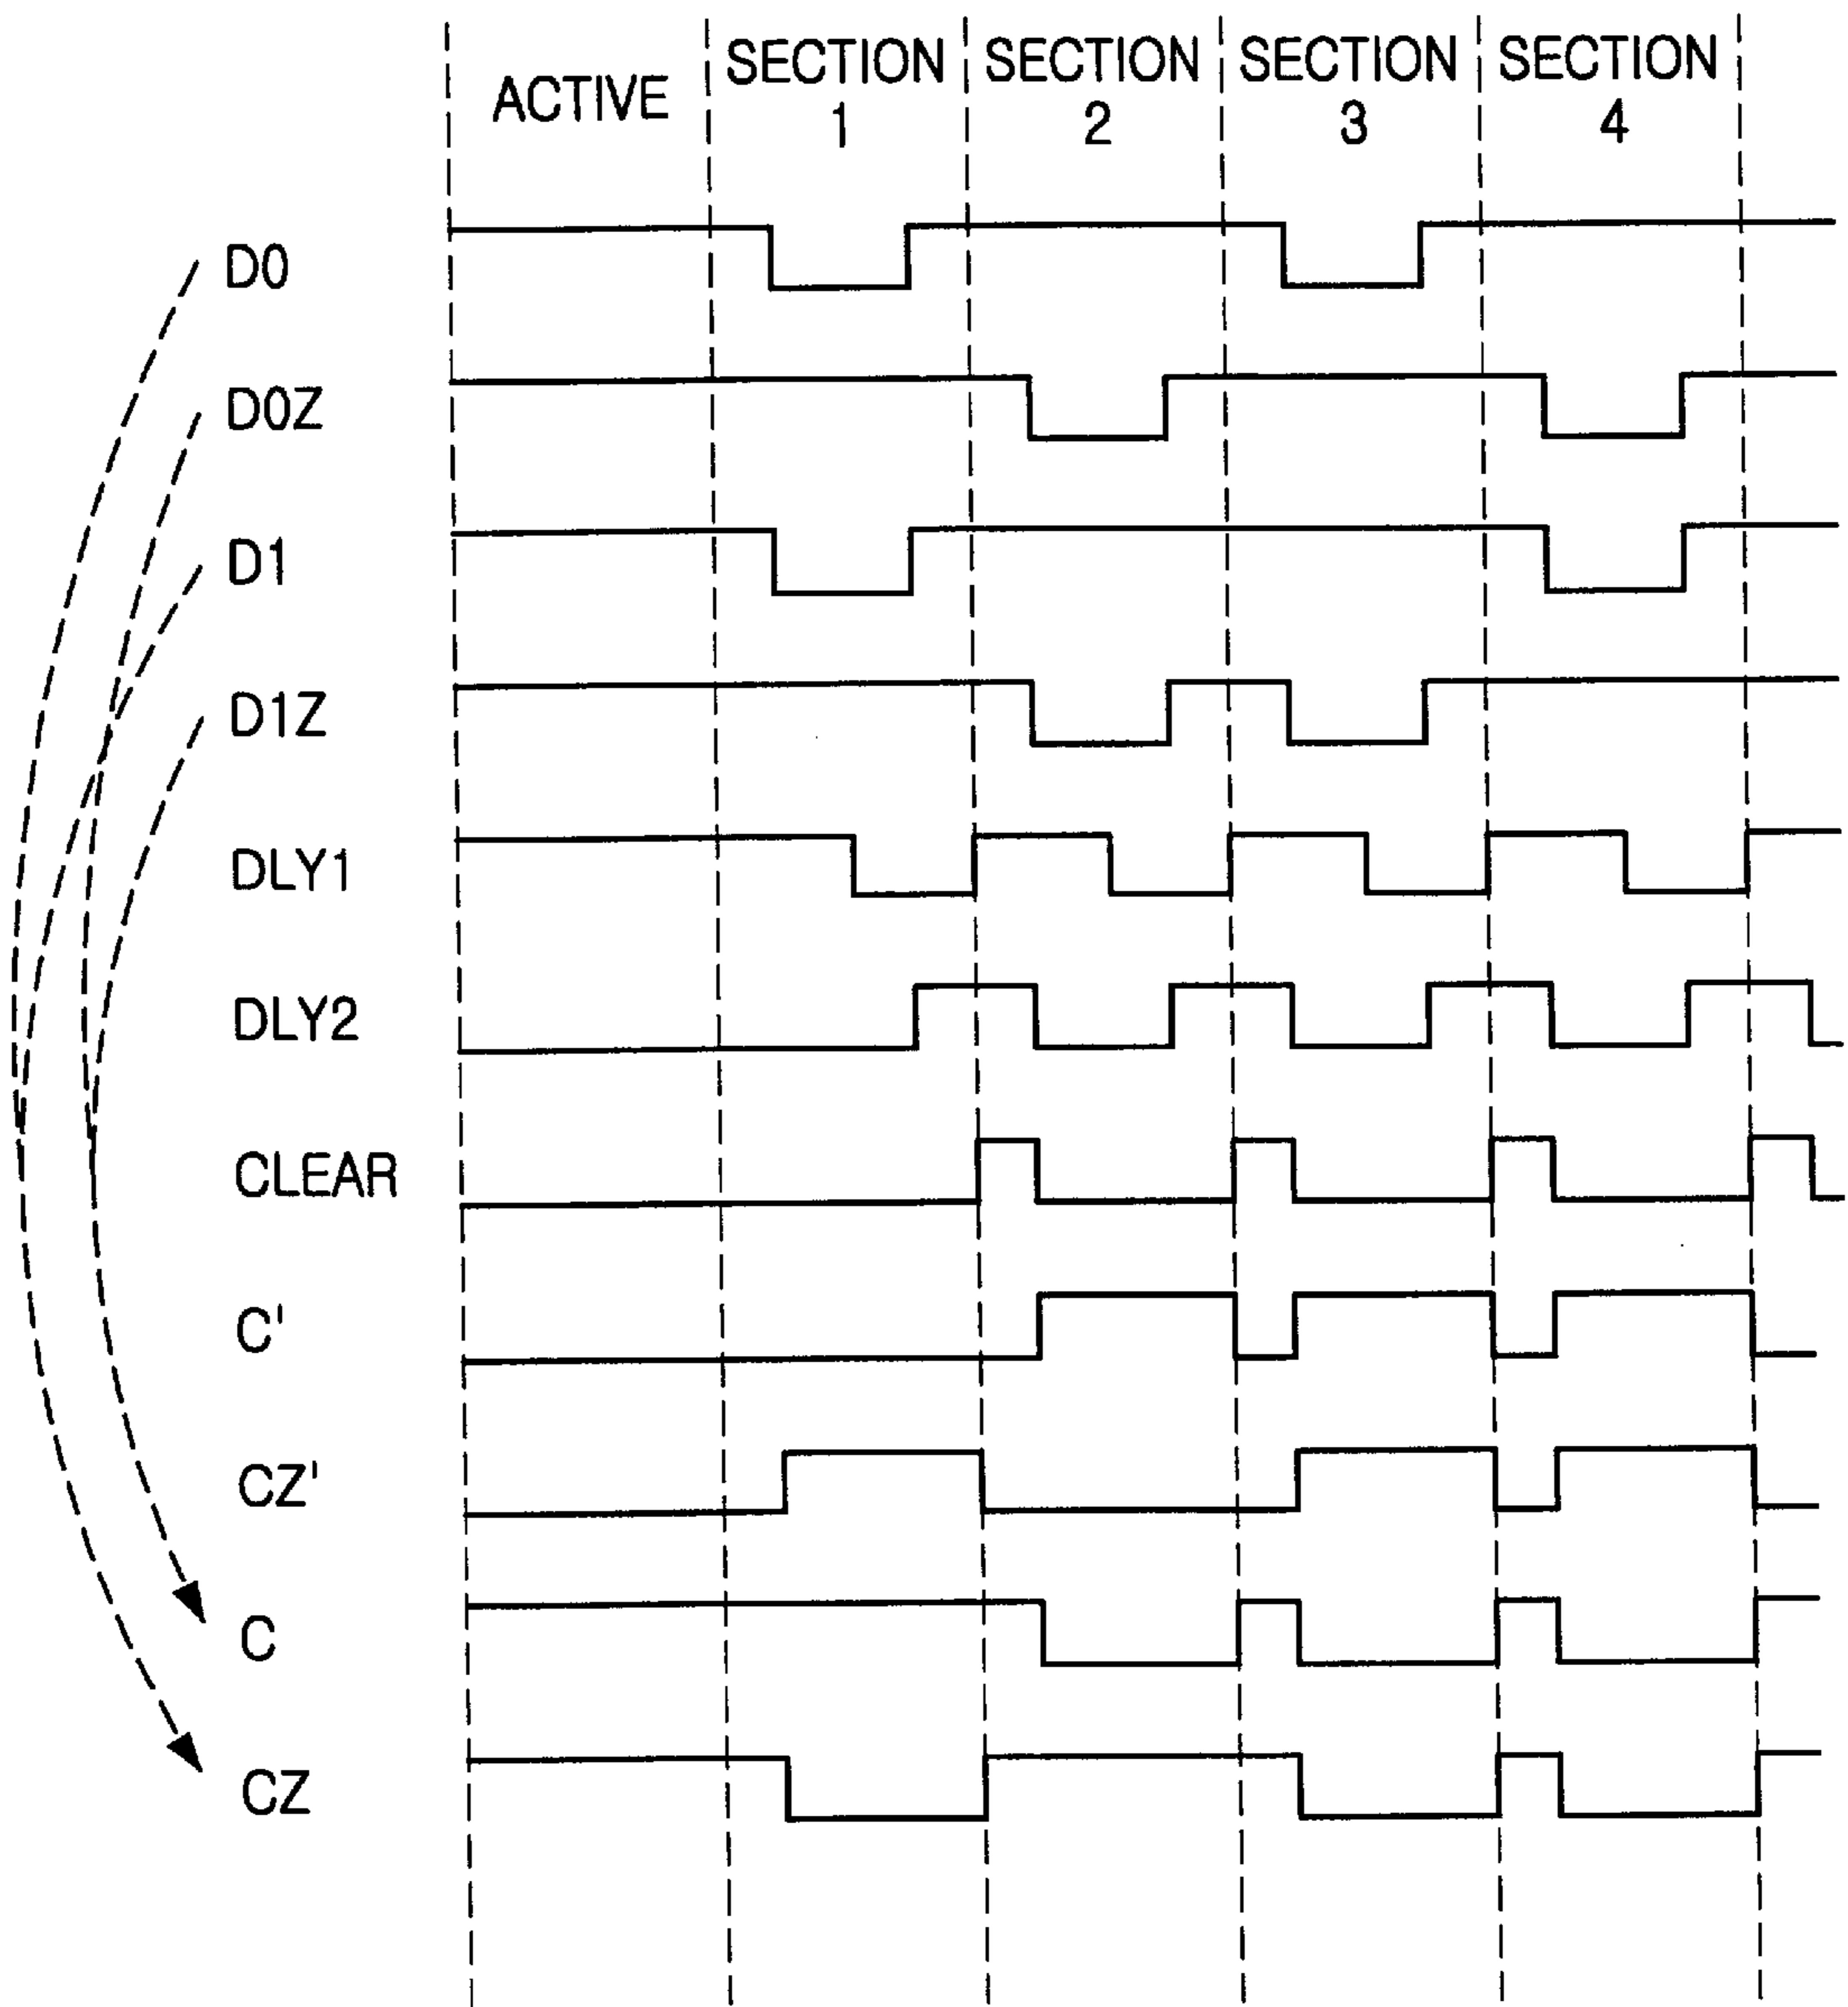 ACTIVE
SECTION
1
SECTION
2
SECTION
3
SECTION
4
D0
D0Z
D1
D1Z
DLY1
DLY2
CLEAR
C'
CZ'
C
CZ